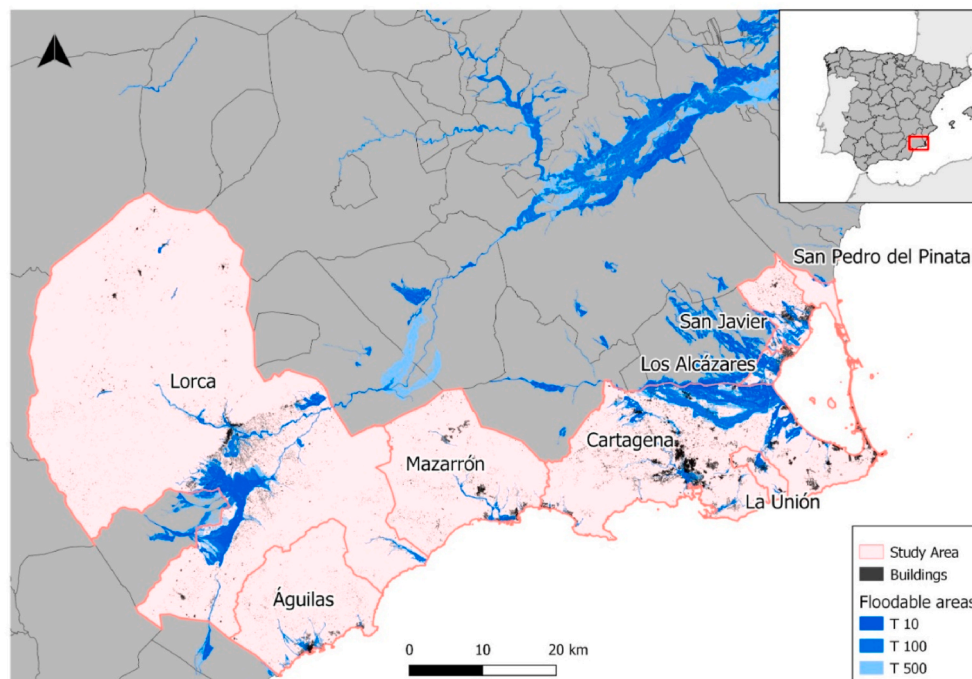 San Pedro del Pinata
San Javier
Los Alcázares
Lorca
Cartagena
Mazarrón
La Unión
Águilas
0 10 20 km
Study Area
Buildings
Floodable areas
T 10
T 100
T 500